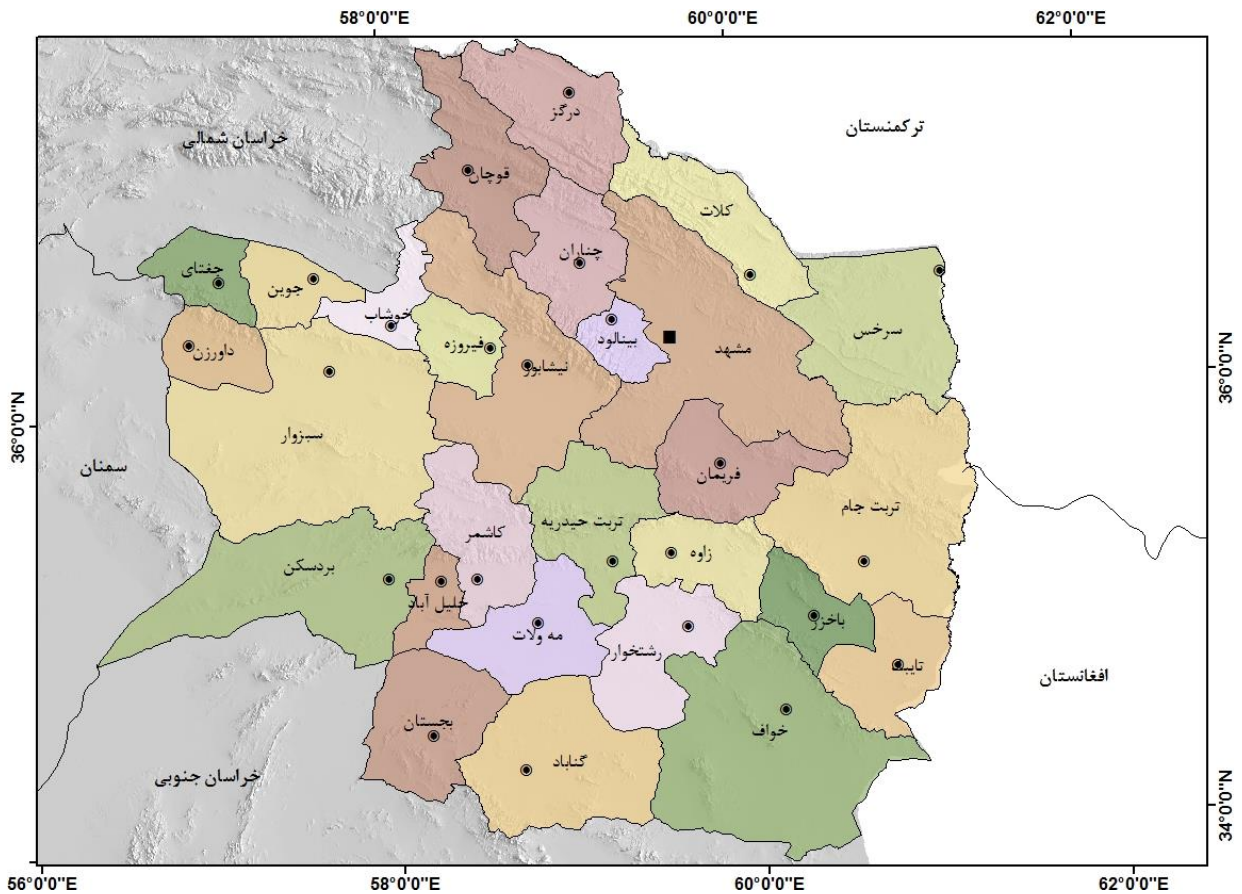 58°0'0"E 60°0'0"E 62°0'0"E
ترکمنستان
درگز
خراسان شمالی
قوچان
کلات
چناران
جغتای
جوین
خوشاب
سرخس
بینالود
مشهد
فیروزه
نیشابور
داورزن
36°0'0"N
36°0'0"N
سبزوار
سمنان
فریمان
تربت جام
تربت حیدریه
کاشمر
زاوه
بردسکن
خلیل آباد
باخزر
مه ولات
رشتخوار
تایباد
افغانستان
بجستان
خواف
گناباد
خراسان جنوبی
34°0'0"N
56°0'0"E 58°0'0"E 60°0'0"E 62°0'0"E